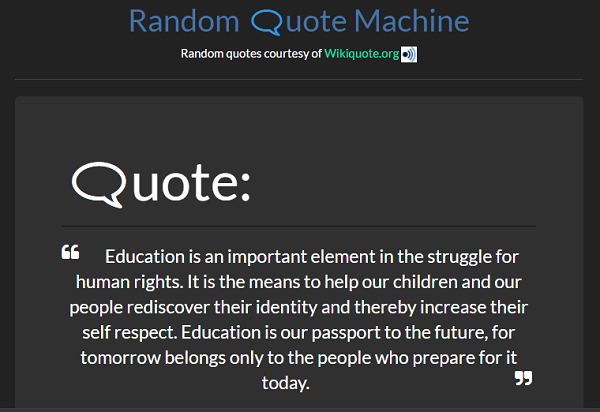 Random Quote Machine
Random quotes courtesy of Wikiquote.org
Quote:
“ Education is an important element in the struggle for
human rights. It is the means to help our children and our
people rediscover their identity and thereby increase their
self respect. Education is our passport to the future, for
tomorrow belongs only to the people who prepare for it
today. ”